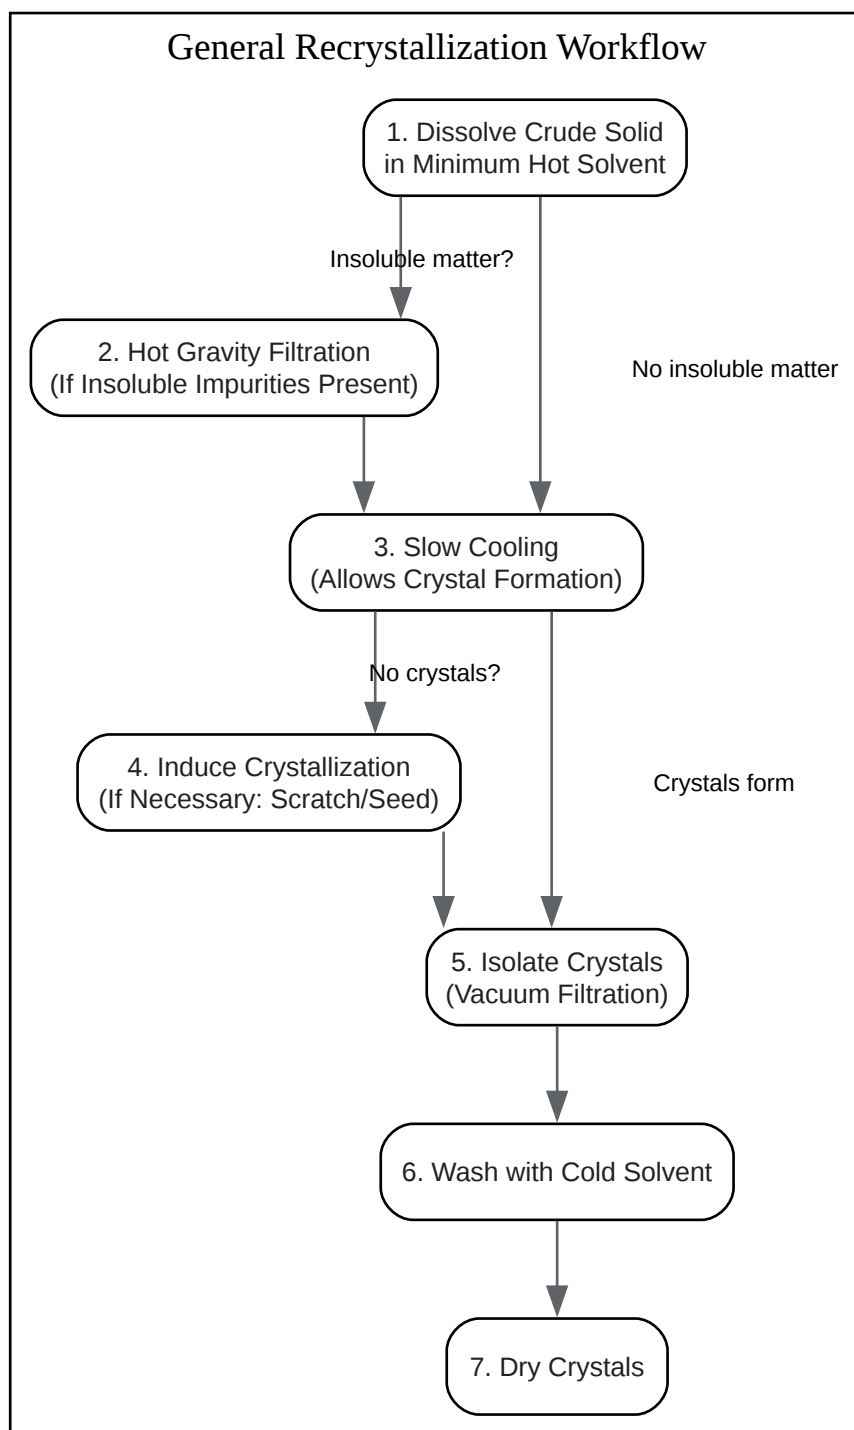 General Recrystallization Workflow
1. Dissolve Crude Solid
in Minimum Hot Solvent
Insoluble matter?
2. Hot Gravity Filtration
(If Insoluble Impurities Present)
No insoluble matter
3. Slow Cooling
(Allows Crystal Formation)
No crystals?
4. Induce Crystallization
(If Necessary: Scratch/Seed)
Crystals form
5. Isolate Crystals
(Vacuum Filtration)
6. Wash with Cold Solvent
7. Dry Crystals